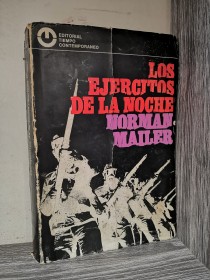 EDITORIAL
TIEMPO
CONTEMPORANEO
LOS
EJERCITOS
DE LA NOCHE
NORMAN
MAILER